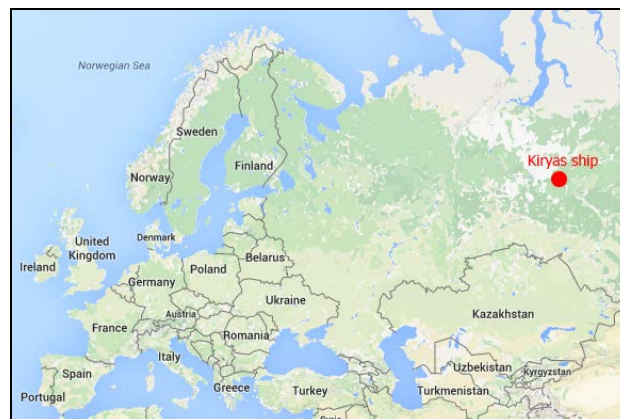 Norwegian Sea
Sweden
Finland
Norway
Kiryas ship
Denmark
United
Kingdom
Ireland
Poland
Belarus
Germany
Ukraine
Austria
France
Kazakhstan
Romania
Italy
Spain
Portugal
Greece
Turkey
Uzbekistan
Kyrgyzstan
Turkmenistan